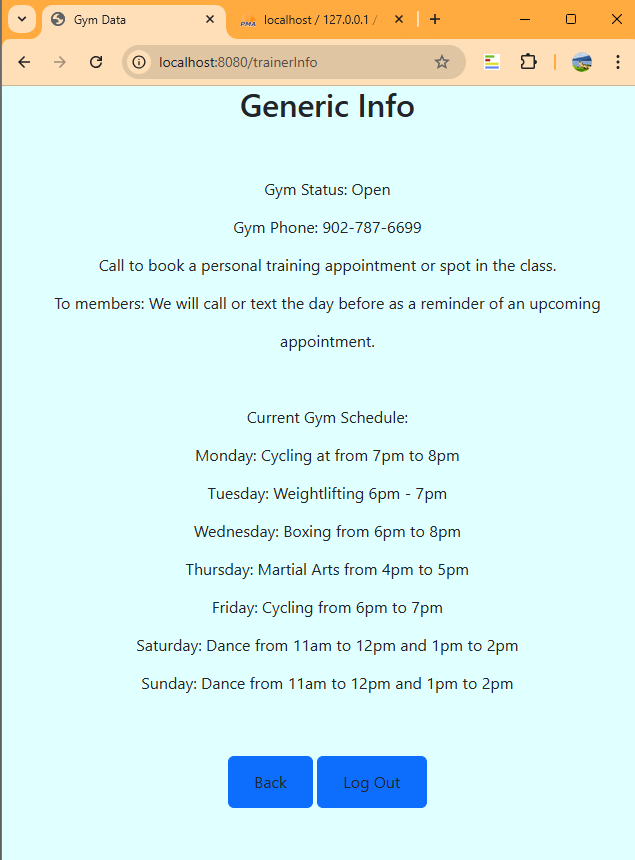 Gym Data
PMA
localhost / 127.0.0.1 /
localhost:8080/trainerInfo
Generic Info
Gym Status: Open
Gym Phone: 902-787-6699
Call to book a personal training appointment or spot in the class.
To members: We will call or text the day before as a reminder of an upcoming
appointment.
Current Gym Schedule:
Monday: Cycling at from 7pm to 8pm
Tuesday: Weightlifting 6pm - 7pm
Wednesday: Boxing from 6pm to 8pm
Thursday: Martial Arts from 4pm to 5pm
Friday: Cycling from 6pm to 7pm
Saturday: Dance from 11am to 12pm and 1pm to 2pm
Sunday: Dance from 11am to 12pm and 1pm to 2pm
Back
Log Out